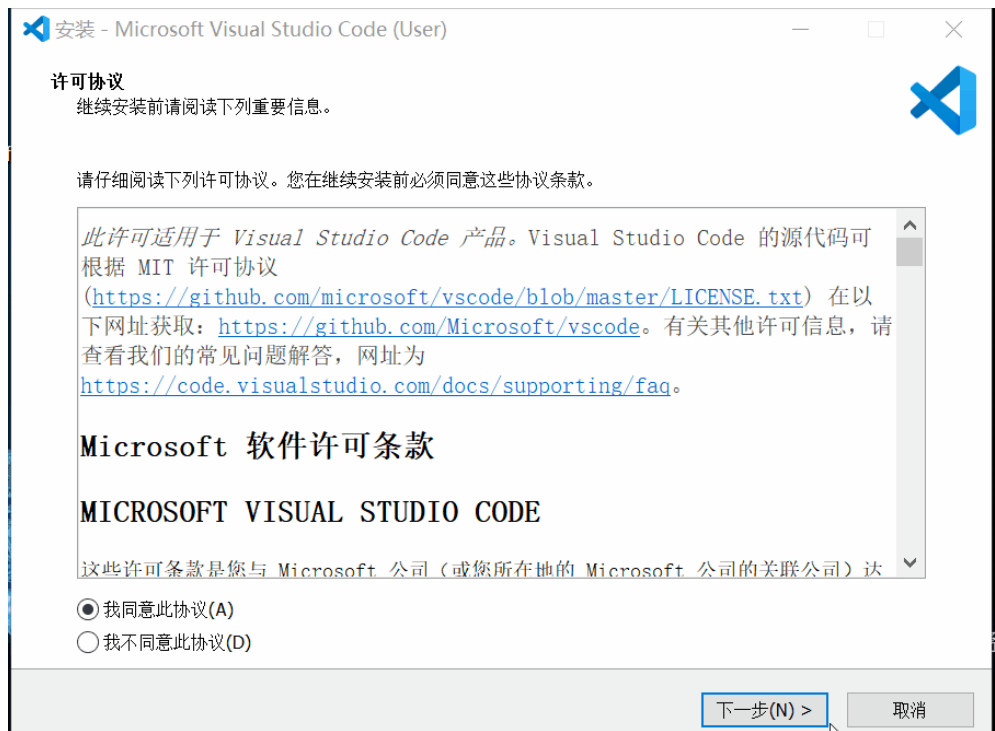 安装 - Microsoft Visual Studio Code (User)
许可协议
继续安装前请阅读下列重要信息。
请仔细阅读下列许可协议。您在继续安装前必须同意这些协议条款。
此许可适用于 Visual Studio Code 产品。Visual Studio Code 的源代码可
根据 MIT 许可协议
(https://github.com/microsoft/vscode/blob/master/LICENSE.txt) 在以
下网址获取：https://github.com/Microsoft/vscode。有关其他许可信息，请
查看我们的常见问题解答，网址为
https://code.visualstudio.com/docs/supporting/faq。
Microsoft 软件许可条款
MICROSOFT VISUAL STUDIO CODE
这些许可条款是您与 Microsoft 公司（或您所在地的 Microsoft 公司的关联公司）达
我同意此协议(A)
我不同意此协议(D)
下一步(N) >
取消